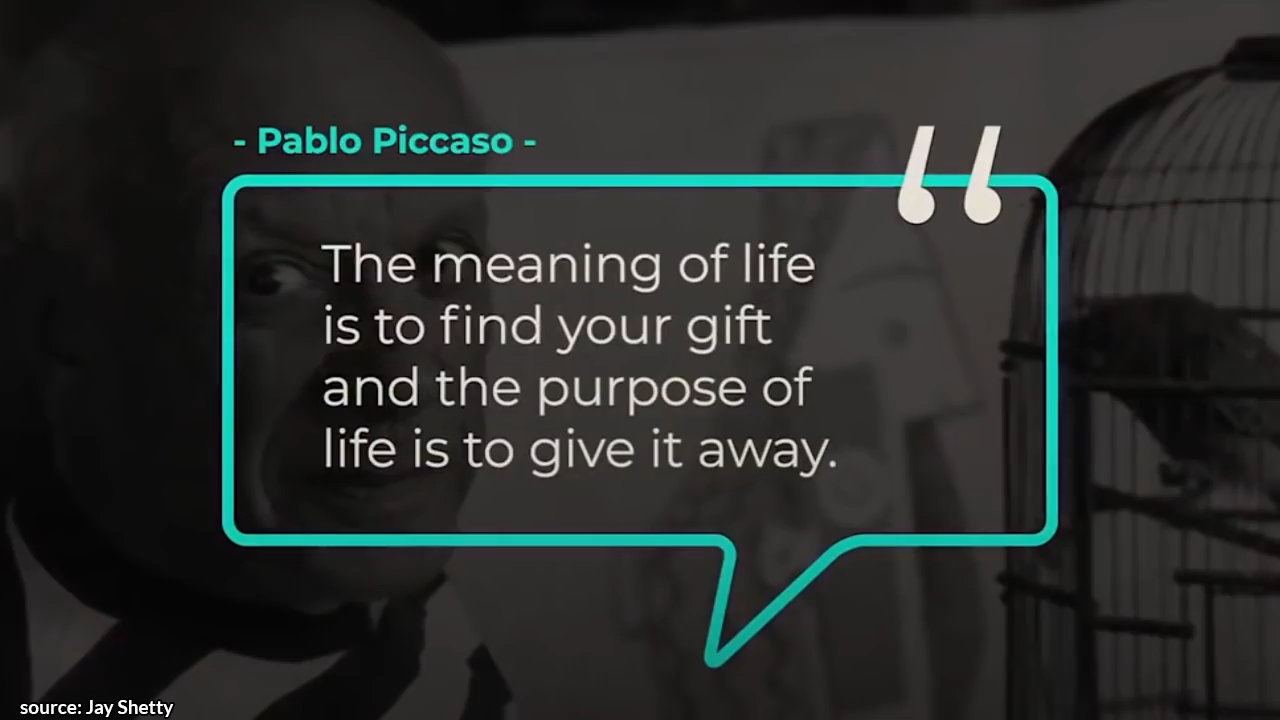 - Pablo Piccaso -
“
The meaning of life
is to find your gift
and the purpose of
life is to give it away.
source: Jay Shetty